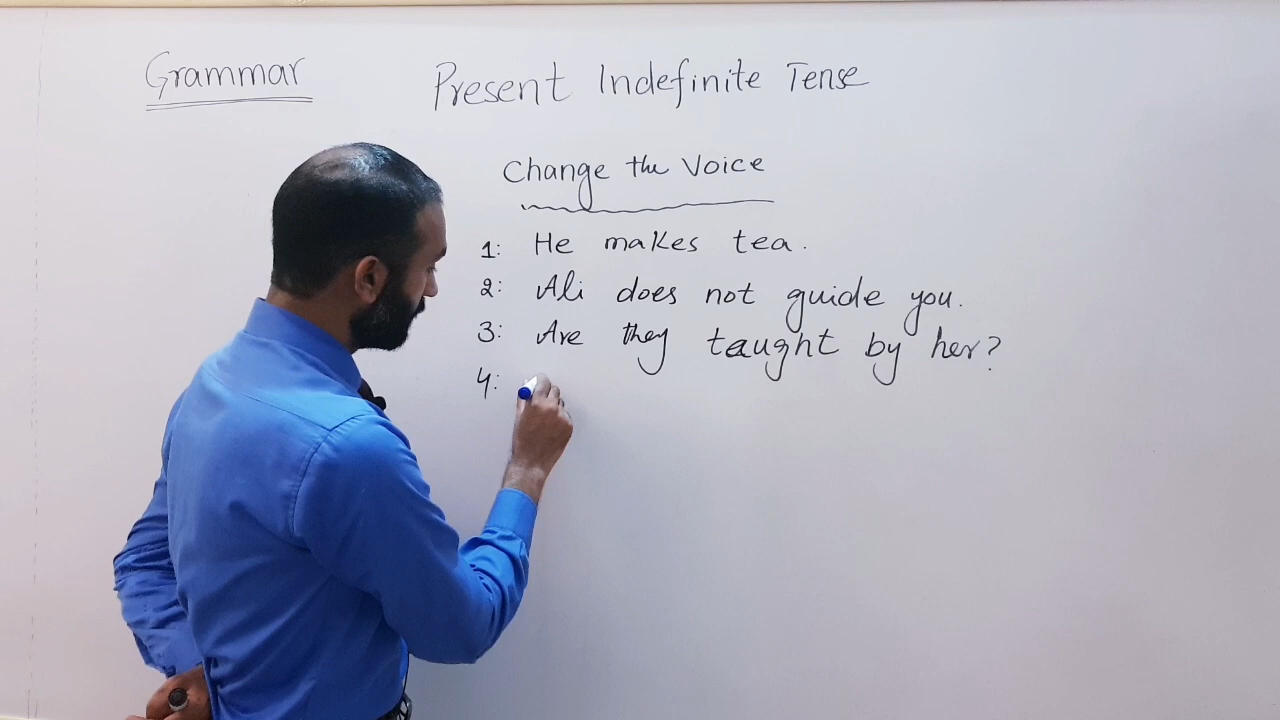 Grammar
Present Indefinite Tense
Change the Voice
1: He makes tea.
2: Ali does not guide you.
3: Are they taught by her?
4: